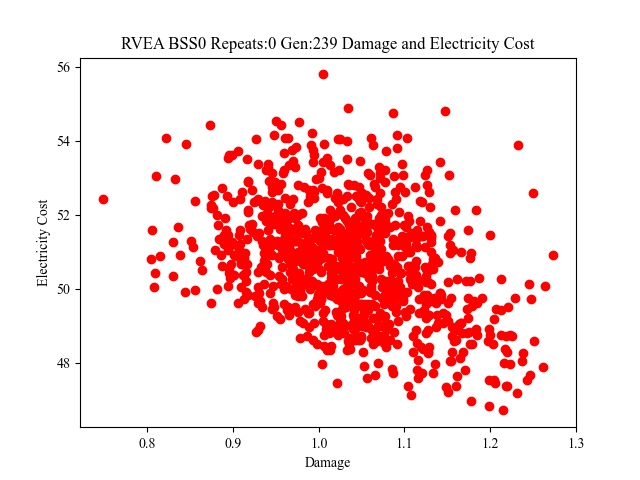 RVEA BSS0 Repeats:0 Gen:239 Damage and Electricity Cost
56
54
52
50
48
Electricity Cost
0.8 0.9 1.0 1.1 1.2 1.3
Damage